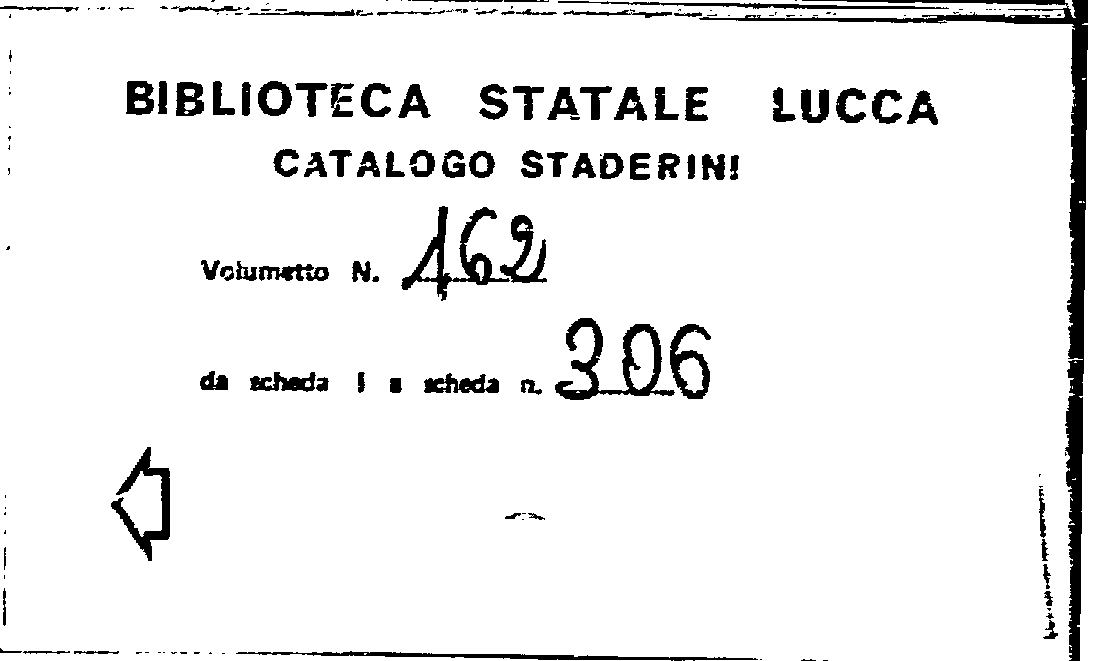 BIBLIOTECA STATALE LUCCA
CATALOGO STADERINI
Volumetto N. 162
da scheda 1 a scheda n. 306